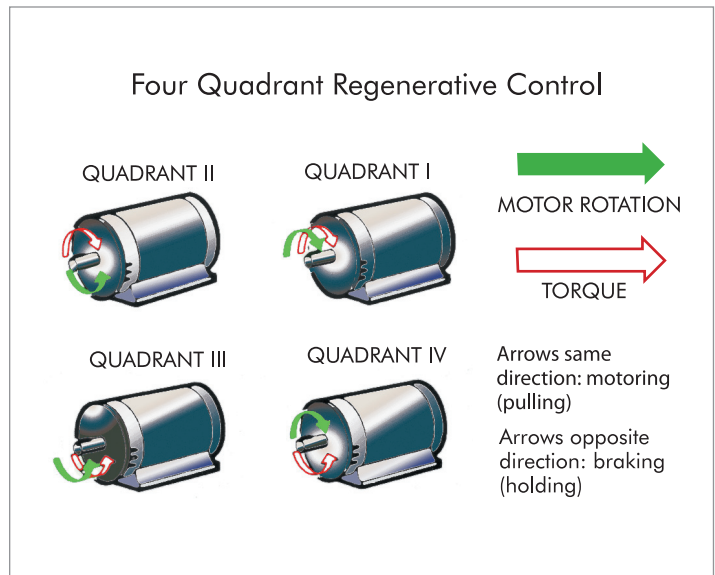 Four Quadrant Regenerative Control
QUADRANT II
QUADRANT I
MOTOR ROTATION
TORQUE
QUADRANT III
QUADRANT IV
Arrows same
direction: motoring
(pulling)
Arrows opposite
direction: braking
(holding)